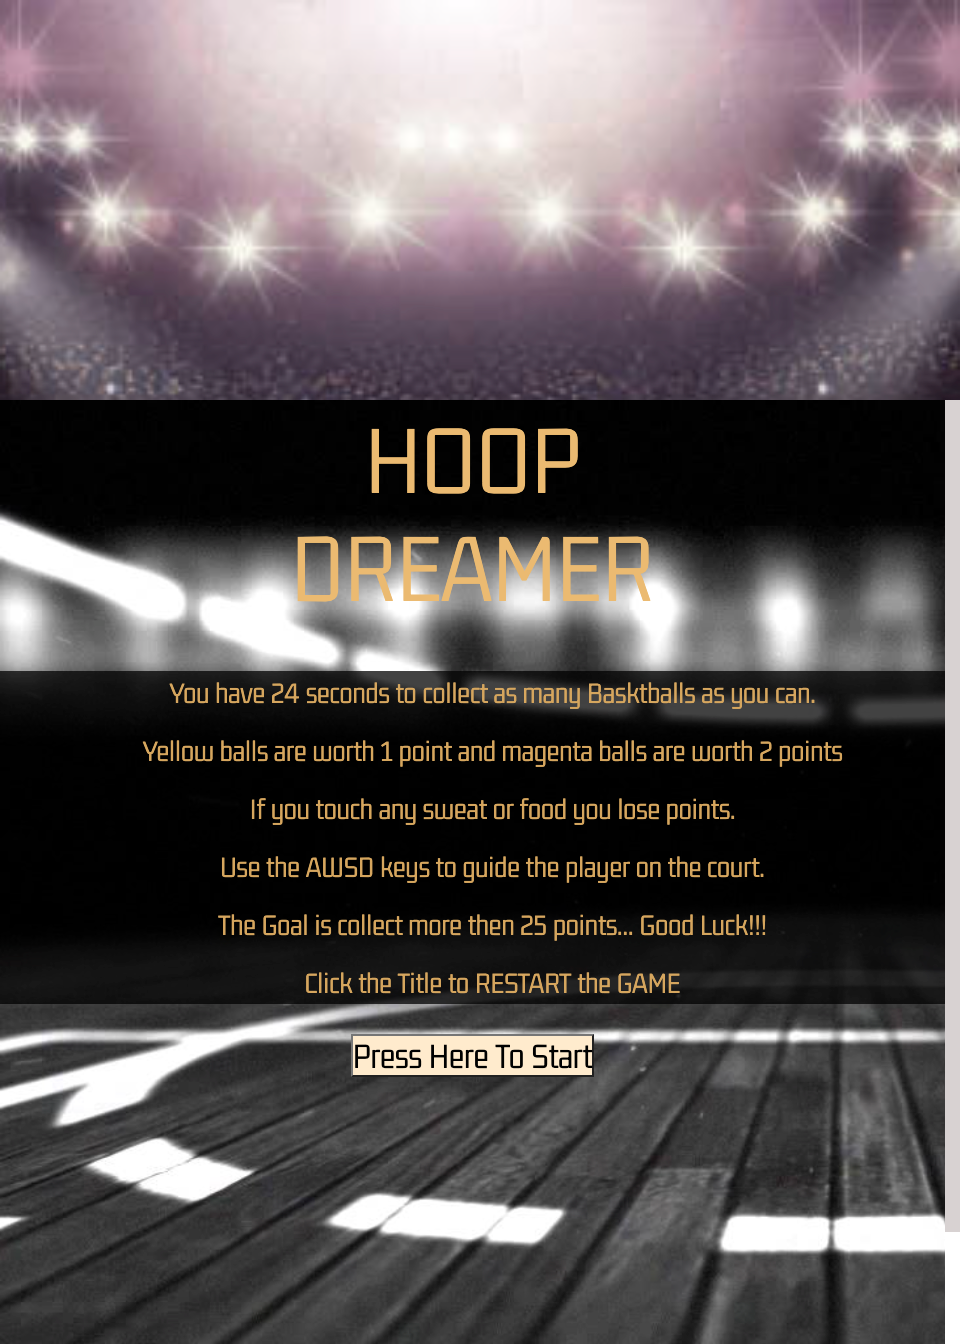 HOOP
DREAMER
You have 24 seconds to collect as many Basktballs as you can.
Yellow balls are worth 1 point and magenta balls are worth 2 points
If you touch any sweat or food you lose points.
Use the AWSD keys to guide the player on the court.
The Goal is collect more then 25 points... Good Luck!!!
Click the Title to RESTART the GAME
Press Here To Start